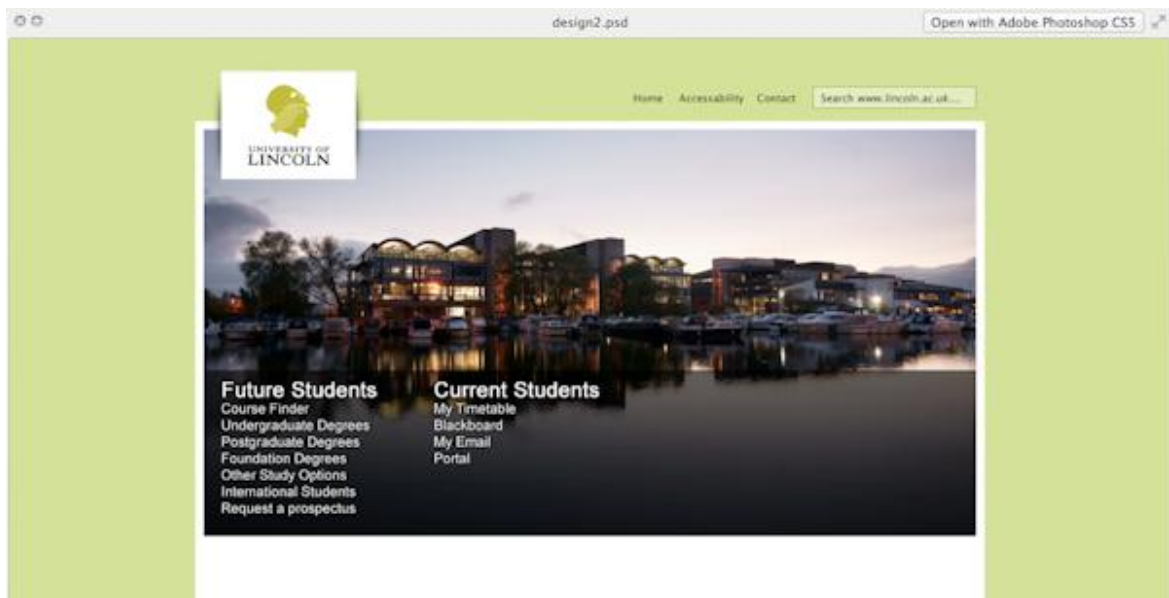 design2.psd
Open with Adobe Photoshop CS5
Home Accessability Contact Search www.lincoln.ac.uk...
UNIVERSITY OF
LINCOLN
Future Students
Course Finder
Undergraduate Degrees
Postgraduate Degrees
Foundation Degrees
Other Study Options
International Students
Request a prospectus
Current Students
My Timetable
Blackboard
My Email
Portal